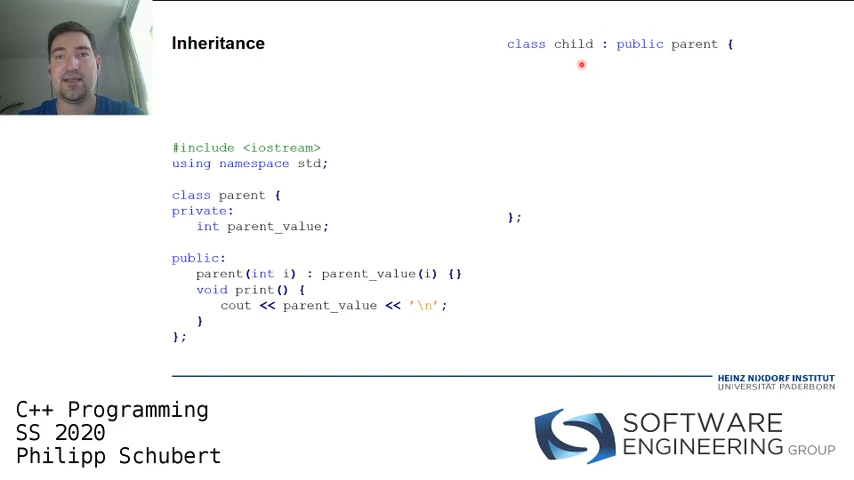 Inheritance
#include <iostream>
using namespace std;
class parent {
private:
int parent_value;
public:
parent(int i) : parent_value(i) {}
void print() {
cout << parent_value << '\n';
}
};
class child : public parent {
};
HEINZ NIXDORF INSTITUT
UNIVERSITÄT PADERBORN
C++ Programming
SS 2020
Philipp Schubert
SOFTWARE
ENGINEERING GROUP